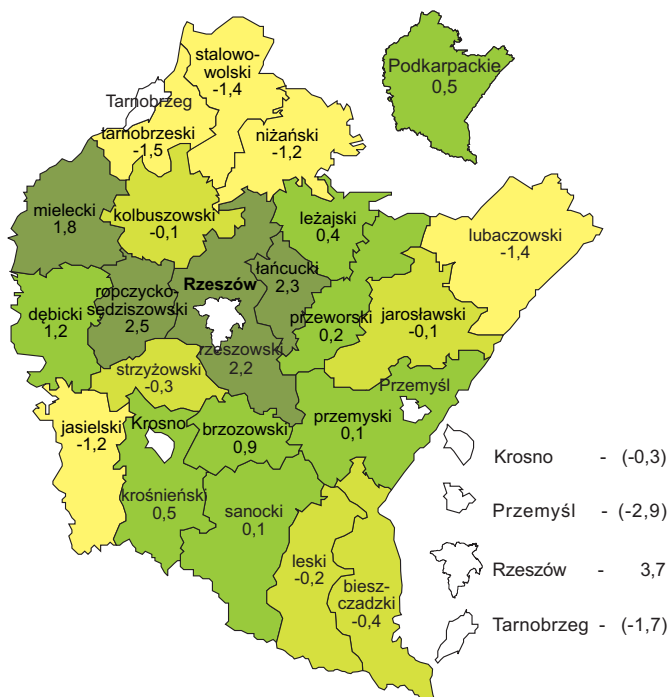 stalowo-
wolski
-1,4
Podkarpackie
0,5
Tarnobrzeg
tarnobrzeski
-1,5
niżański
-1,2
mielecki
1,8
kolbuszowski
-0,1
leżajski
0,4
lubaczowski
-1,4
łańcucki
2,3
Rzeszów
ropczycko-
sędziszowski
2,5
dębicki
1,2
przeworski
0,2
jarosławski
-0,1
rzeszowski
2,2
strzyżowski
-0,3
Przemyśl
jasielski
-1,2
Krosno
brzozowski
0,9
przemyski
0,1
krośnieński
0,5
sanocki
0,1
leski
-0,2
biesz-
czadzki
-0,4
Krosno - (-0,3)
Przemyśl - (-2,9)
Rzeszów - 3,7
Tarnobrzeg - (-1,7)